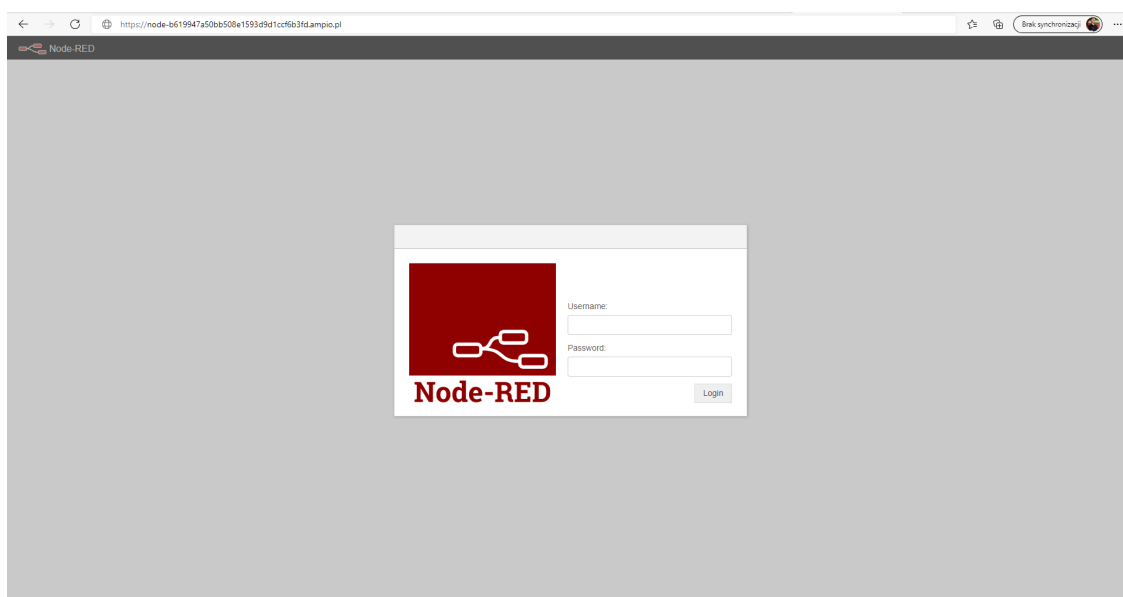 https://node-b619947a50bb508e1593d9d1ccf6b3fd.ampio.pl
Brak synchronizacji
Node-RED
Username:
Password:
Node-RED
Login